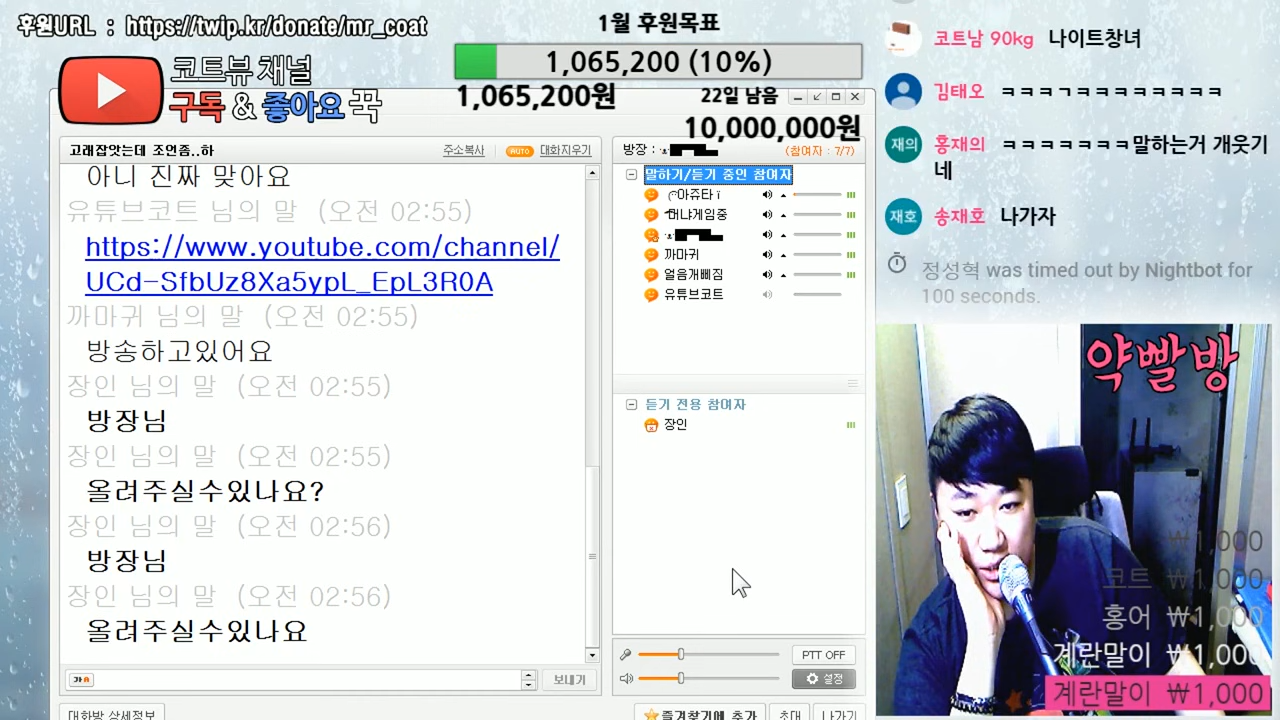 후원URL : https://twip.kr/donate/mr_coat
코트뷰 채널
구독 & 좋아요 꾹
1월 후원목표
1,065,200 (10%)
1,065,200원
22일 남음
10,000,000원
고래잡앗는데 조언좀..하
주소복사
AUTO
대화지우기
아니 진짜 맞아요
유튜브코트 님의 말 (오전 02:55)
https://www.youtube.com/channel/
UCd-SfbUz8Xa5ypL_EpL3R0A
까마귀 님의 말 (오전 02:55)
방송하고있어요
장인 님의 말 (오전 02:55)
방장님
장인 님의 말 (오전 02:55)
올려주실수있나요?
장인 님의 말 (오전 02:56)
방장님
장인 님의 말 (오전 02:56)
올려주실수있나요
가
보내기
대화방 상세정보
방장 :
(참여자 : 7/7)
말하기/듣기 중인 참여자
까마귀
얼음개삐짐
유튜브코트
듣기 전용 참여자
장인
PTT OFF
설정
즐겨찾기에 추가
초대
나가기
코트남 90kg 나이트창녀
김태오 ㅋㅋㅋㄱㅋㅋㅋㅋㅋㅋㅋㅋ
재의
홍재의 ㅋㅋㅋㅋㅋㅋㅋ말하는거 개웃기
네
재호
송재호 나가자
정성혁 was timed out by Nightbot for
100 seconds.
약빨방
₩1,000
코트 ₩1,000
홍어 ₩1,000
계란말이 ₩1,000
계란말이 ₩1,000